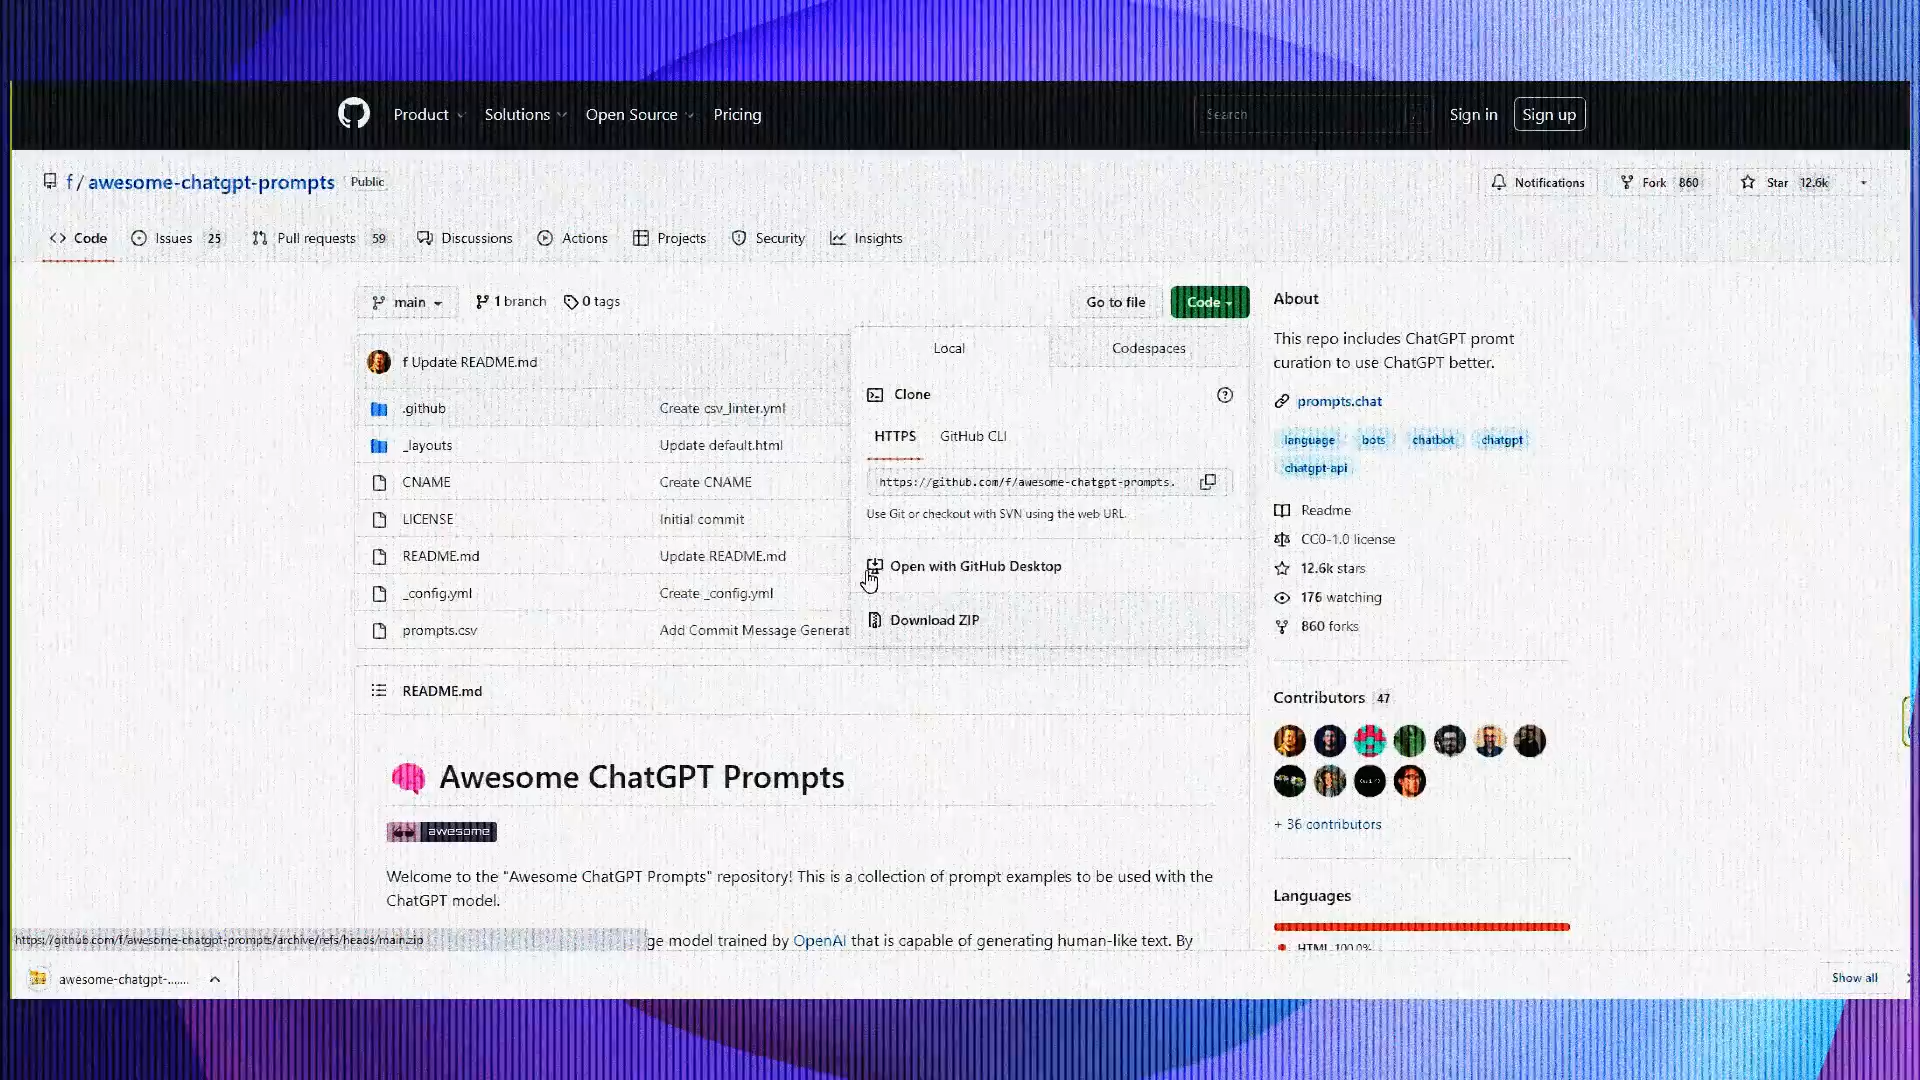 Product
Solutions
Open Source
Pricing
Search
/
Sign in
Sign up
f / awesome-chatgpt-prompts
Public
Notifications
Fork 860
Star 12.6k
Code
Issues 25
Pull requests 59
Discussions
Actions
Projects
Security
Insights
main
1 branch
0 tags
Go to file
Code
f Update README.md
.github
Create csv_linter.yml
_layouts
Update default.html
CNAME
Create CNAME
LICENSE
Initial commit
README.md
Update README.md
_config.yml
Create _config.yml
prompts.csv
Add Commit Message Generat
Local
Codespaces
Clone
HTTPS
GitHub CLI
https://github.com/f/awesome-chatgpt-prompts.
Use Git or checkout with SVN using the web URL.
Open with GitHub Desktop
Download ZIP
About
This repo includes ChatGPT promt
curation to use ChatGPT better.
prompts.chat
language bots chatbot chatgpt
chatgpt-api
Readme
CC0-1.0 license
12.6k stars
176 watching
860 forks
Contributors 47
+ 36 contributors
Languages
HTML 100.0%
README.md
Awesome ChatGPT Prompts
awesome
Welcome to the "Awesome ChatGPT Prompts" repository! This is a collection of prompt examples to be used with the
ChatGPT model.
ge model trained by OpenAI that is capable of generating human-like text. By
https://github.com/f/awesome-chatgpt-prompts/archive/refs/heads/main.zip
awesome-chatgpt-......
Show all